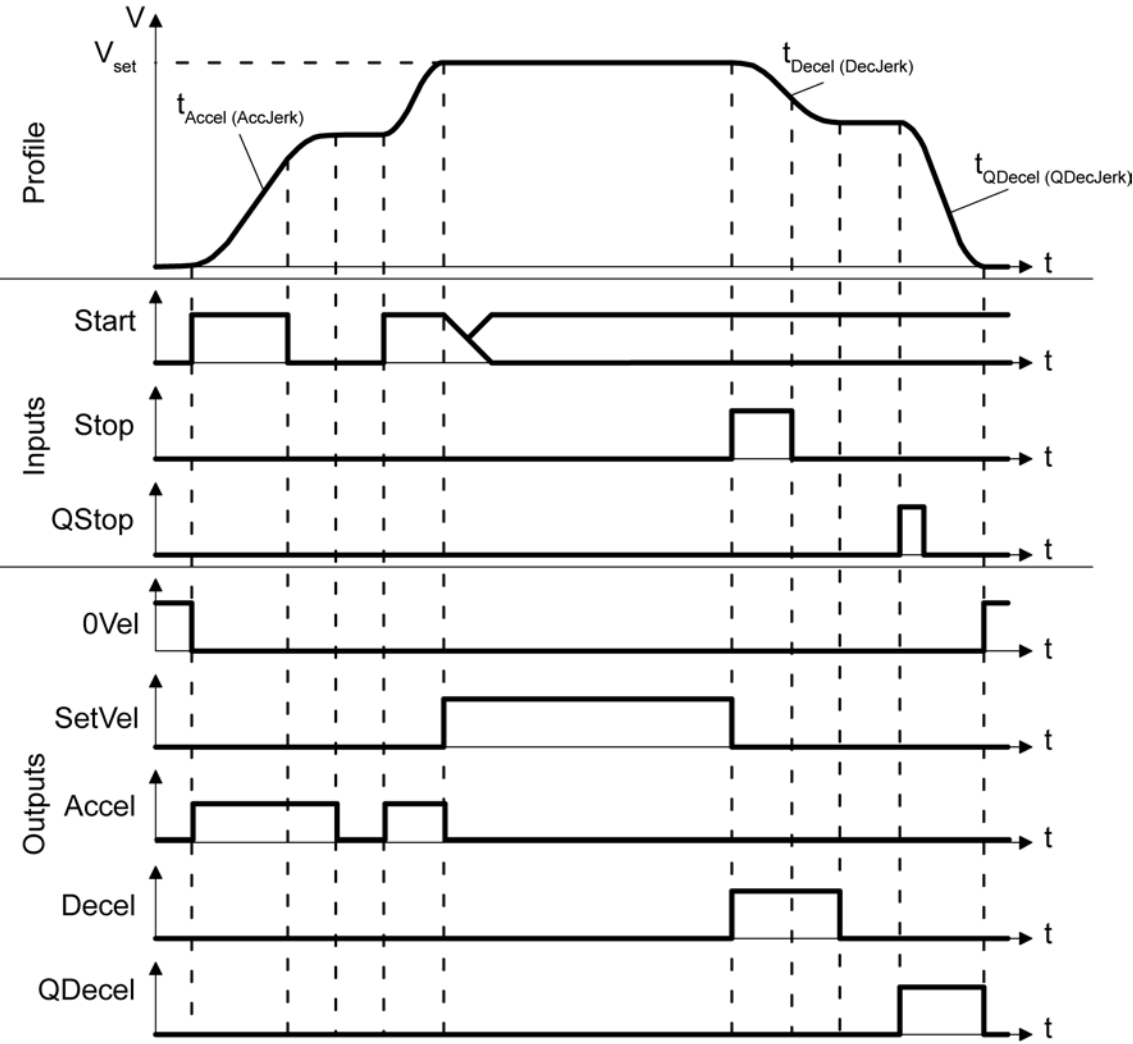 V
Vset
tAccel (AccJerk)
tDecel (DecJerk)
tQDecel (QDecJerk)
Profile
t
Start
t
Stop
t
QStop
t
Inputs
0Vel
t
SetVel
t
Accel
t
Decel
t
QDecel
t
Outputs